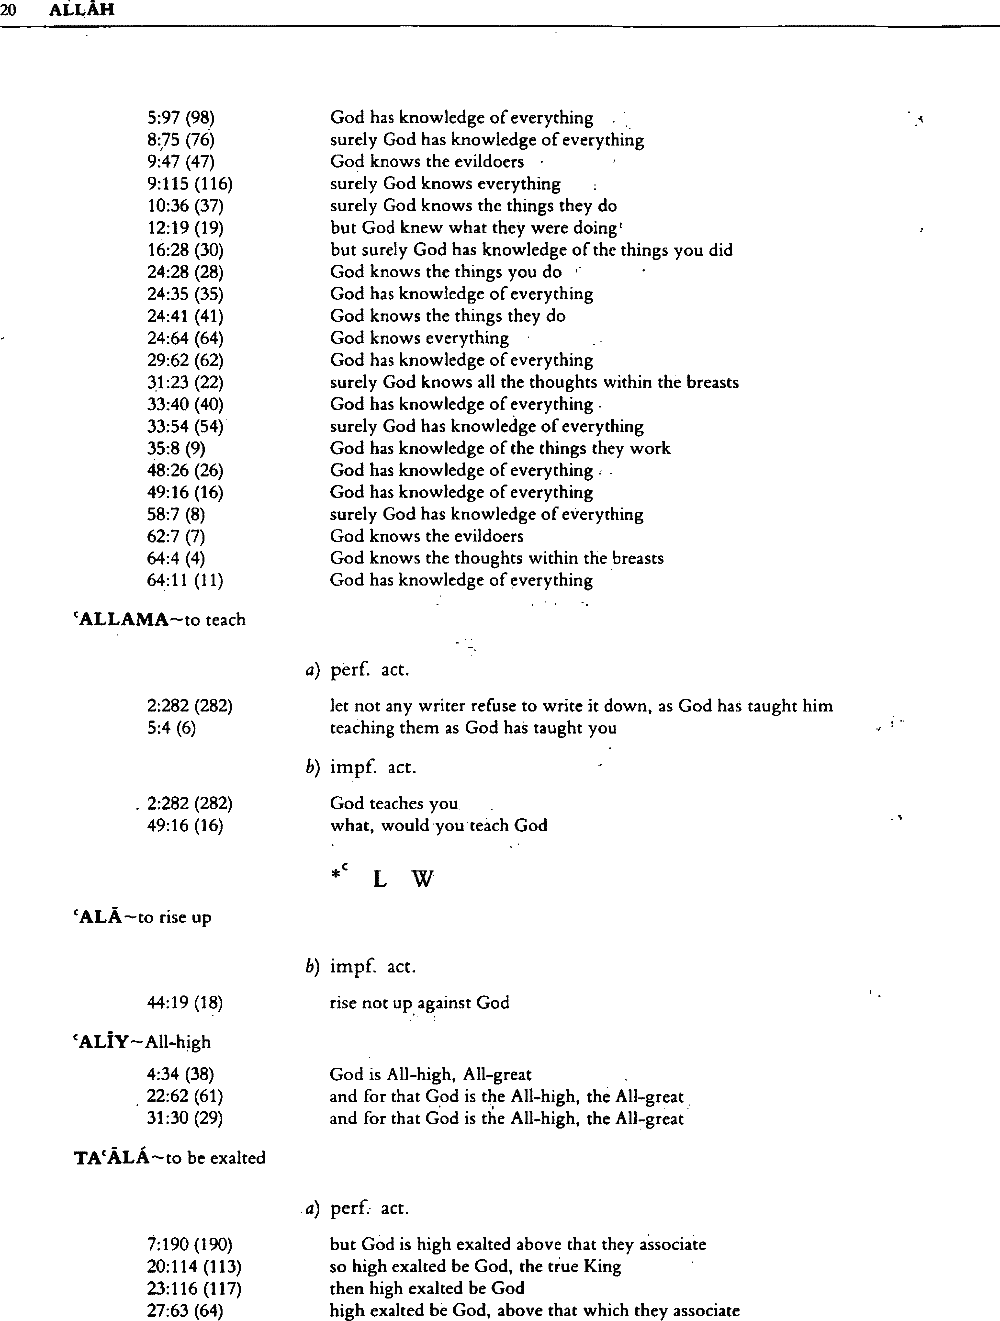 20 ALLĀH
5:97 (98) God has knowledge of everything
8:75 (76) surely God has knowledge of everything
9:47 (47) God knows the evildoers
9:115 (116) surely God knows everything
10:36 (37) surely God knows the things they do
12:19 (19) but God knew what they were doing
16:28 (30) but surely God has knowledge of the things you did
24:28 (28) God knows the things you do
24:35 (35) God has knowledge of everything
24:41 (41) God knows the things they do
24:64 (64) God knows everything
29:62 (62) God has knowledge of everything
31:23 (22) surely God knows all the thoughts within the breasts
33:40 (40) God has knowledge of everything
33:54 (54) surely God has knowledge of everything
35:8 (9) God has knowledge of the things they work
48:26 (26) God has knowledge of everything
49:16 (16) God has knowledge of everything
58:7 (8) surely God has knowledge of everything
62:7 (7) God knows the evildoers
64:4 (4) God knows the thoughts within the breasts
64:11 (11) God has knowledge of everything
ʿALLAMA~to teach
a) perf. act.
2:282 (282) let not any writer refuse to write it down, as God has taught him
5:4 (6) teaching them as God has taught you
b) impf. act.
2:282 (282) God teaches you
49:16 (16) what, would you teach God
*ʿ L W
ʿALĀ~to rise up
b) impf. act.
44:19 (18) rise not up against God
ʿALĪY~All-high
4:34 (38) God is All-high, All-great
22:62 (61) and for that God is the All-high, the All-great
31:30 (29) and for that God is the All-high, the All-great
TAʿĀLÁ~to be exalted
a) perf. act.
7:190 (190) but God is high exalted above that they associate
20:114 (113) so high exalted be God, the true King
23:116 (117) then high exalted be God
27:63 (64) high exalted be God, above that which they associate